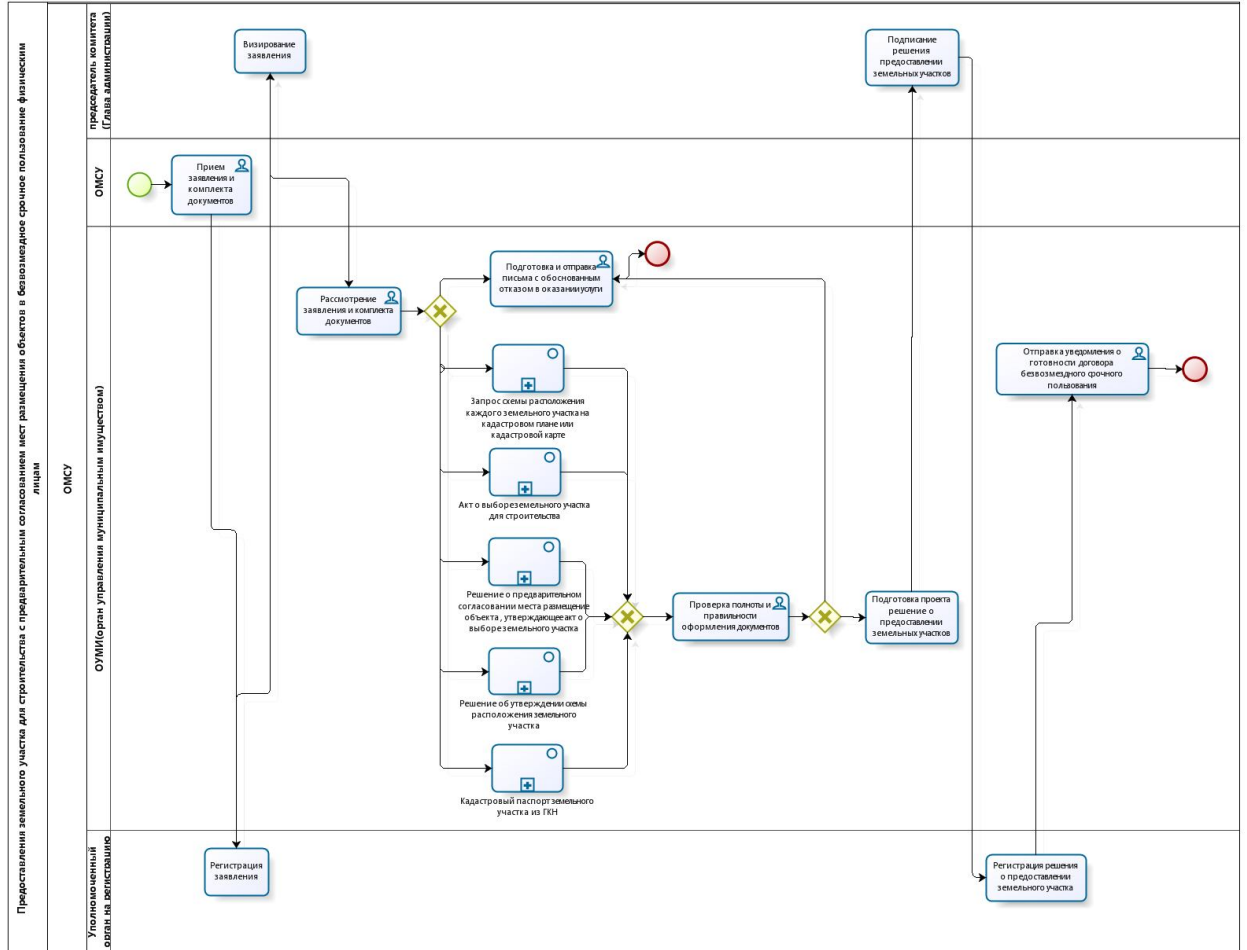 Предоставления земельного участка для строительства с предварительным согласованием мест размещения объектов в безвозмездное срочное пользование физическим
лицам
ОМСУ
председатель комитета
(Глава администрации)
Визирование
заявления
Подписание
решения
предоставлении
земельных участков
ОМСУ
Прием
заявления и
комплекта
документов
ОУМИ(орган управления муниципальным имуществом)
Рассмотрение
заявления и комплекта
документов
Подготовка и отправка
письма с обоснованным
отказом в оказании услуги
Запрос схемы расположения
каждого земельного участка на
кадастровом плане или
кадастровой карте
Акт о выборе земельного участка
для строительства
Решение о предварительном
согласовании места размещение
объекта , утверждающее акт о
выборе земельного участка
Решение об утверждении схемы
расположения земельного
участка
Кадастровый паспорт земельного
участка из ГКН
Проверка полноты и
правильности
оформления документов
Подготовка проекта
решение о
предоставлении
земельных участков
Отправка уведомления о
готовности договора
безвозмездного срочного
пользования
Уполномоченный
орган на регистрацию
Регистрация
заявления
Регистрация решения
о предоставлении
земельного участка